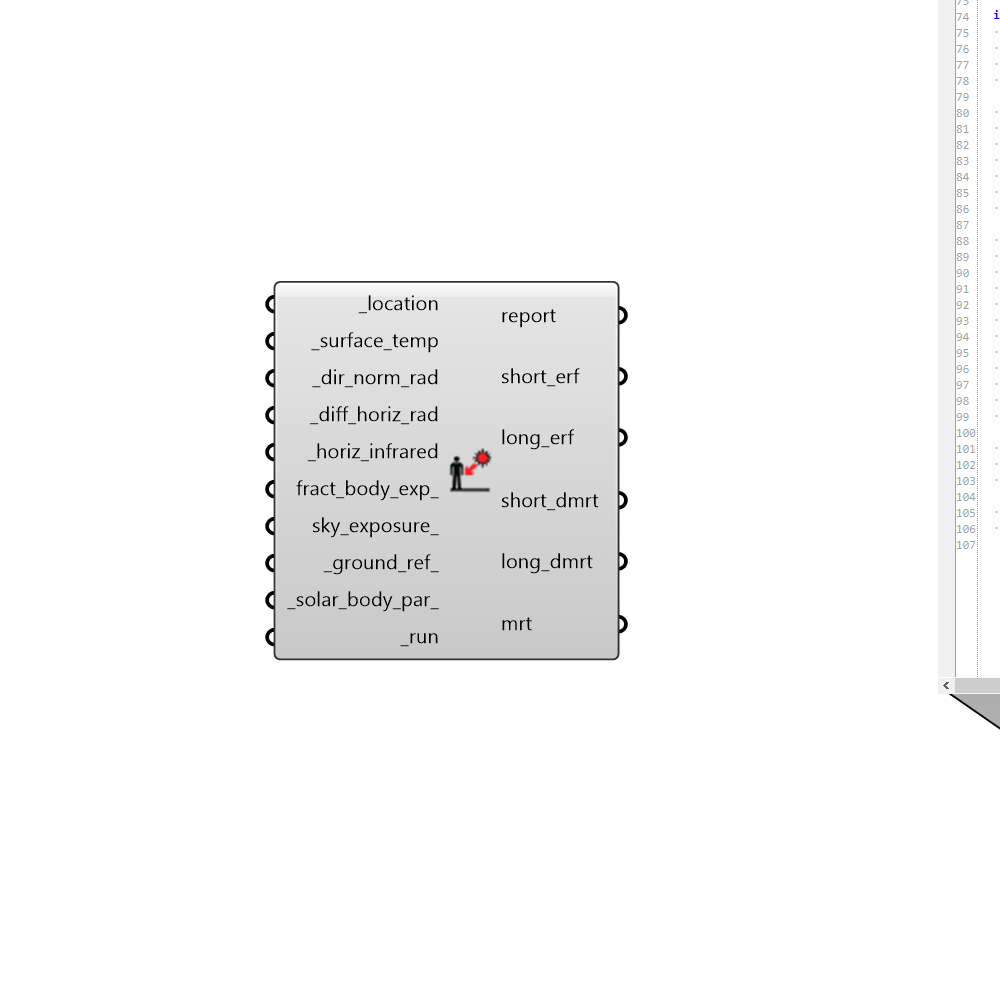 _location
_surface_temp
_dir_norm_rad
_diff_horiz_rad
_horiz_infrared
fract_body_exp_
sky_exposure_
_ground_ref_
_solar_body_par_
_run
report
short_erf
long_erf
short_dmrt
long_dmrt
mrt
73
74 i
75
76
77
78
79
80
81
82
83
84
85
86
87
88
89
90
91
92
93
94
95
96
97
98
99
100
101
102
103
104
105
106
107